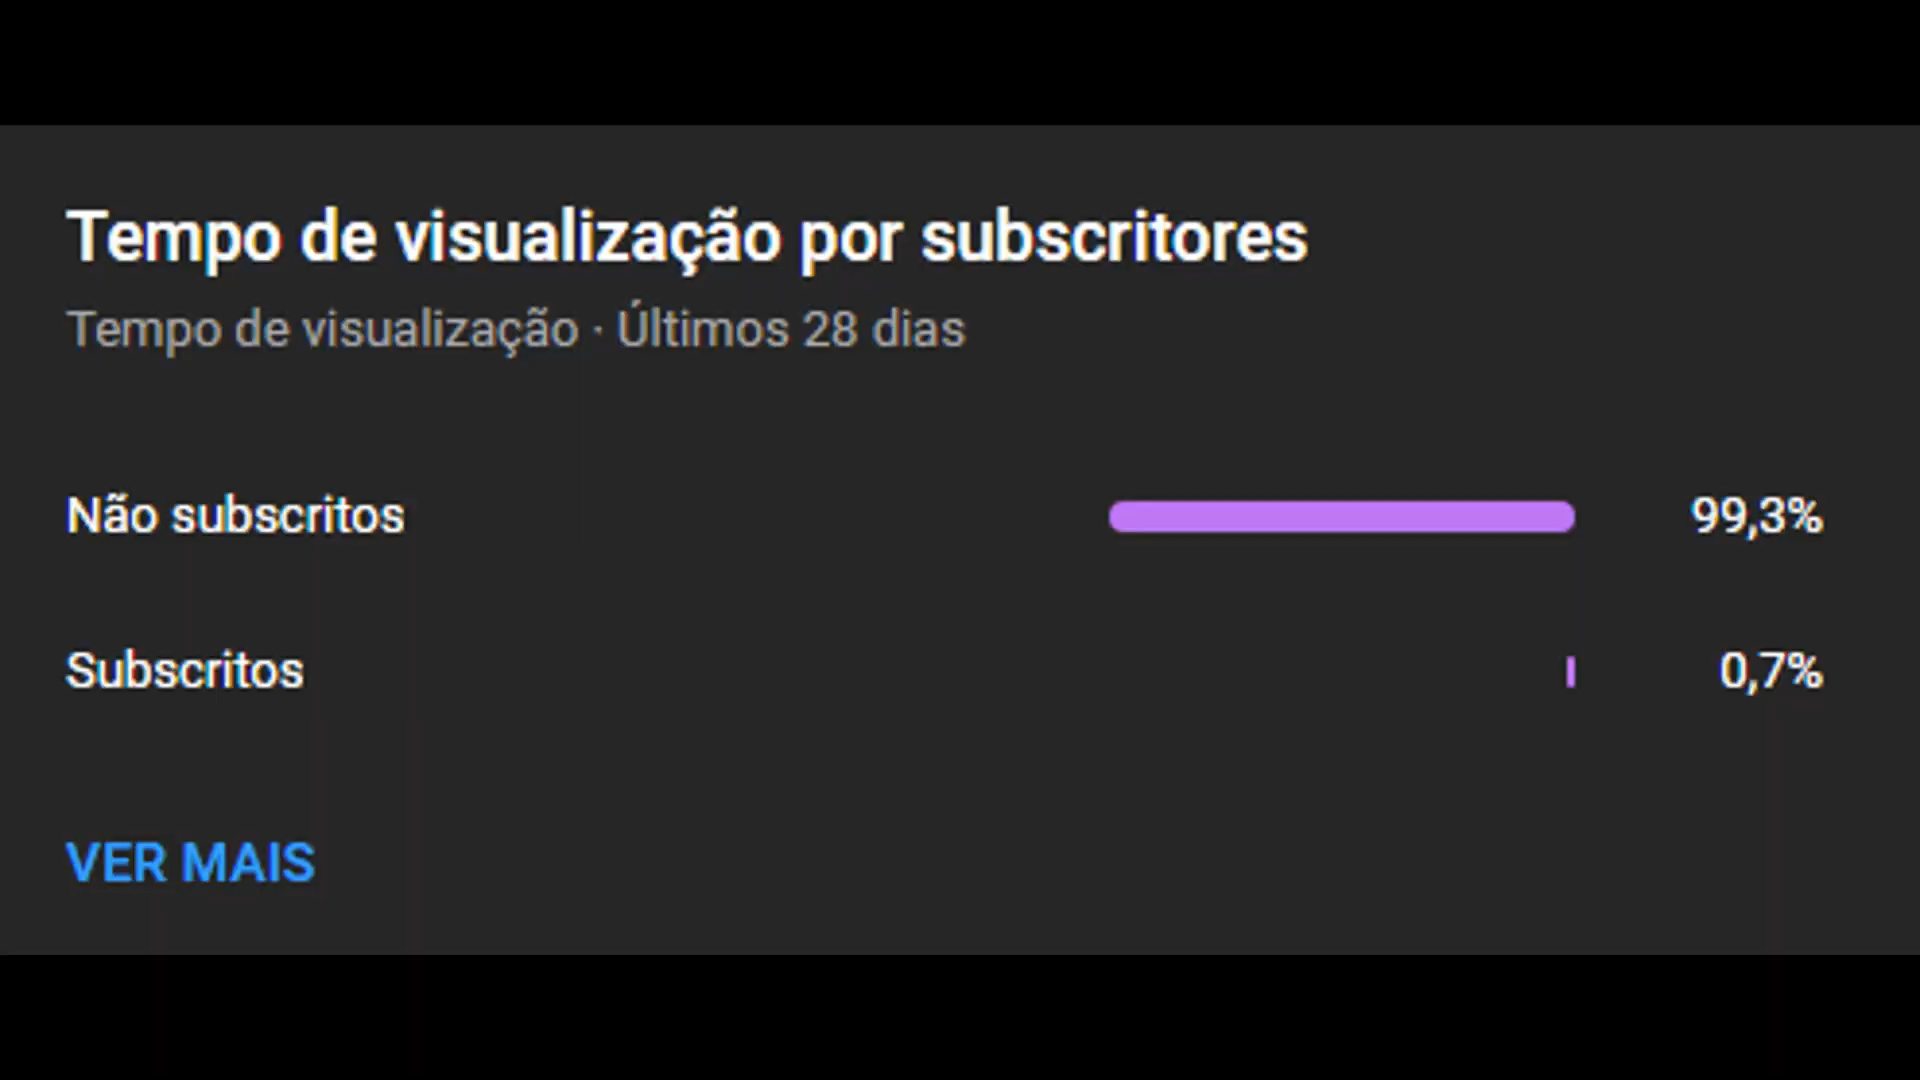 Tempo de visualização por subscritores
Tempo de visualização · Últimos 28 dias
Não subscritos 99,3%
Subscritos 0,7%
VER MAIS